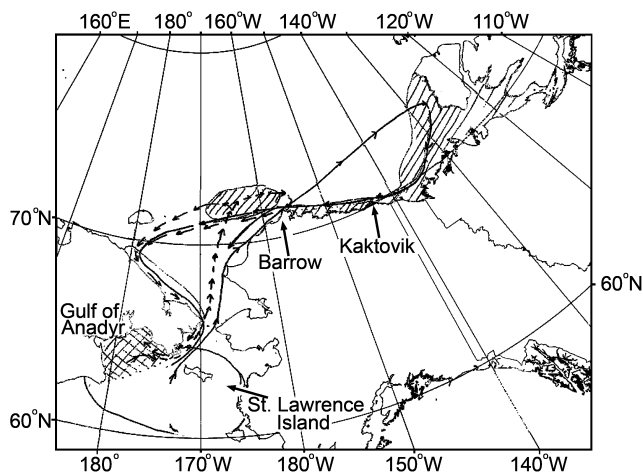 160°E 180° 160°W 140°W 120°W 110°W
70°N
Barrow
Kaktovik
60°N
Gulf of
Anadyr
60°N
St. Lawrence
Island
180° 170°W 180°W 150°W 140°W